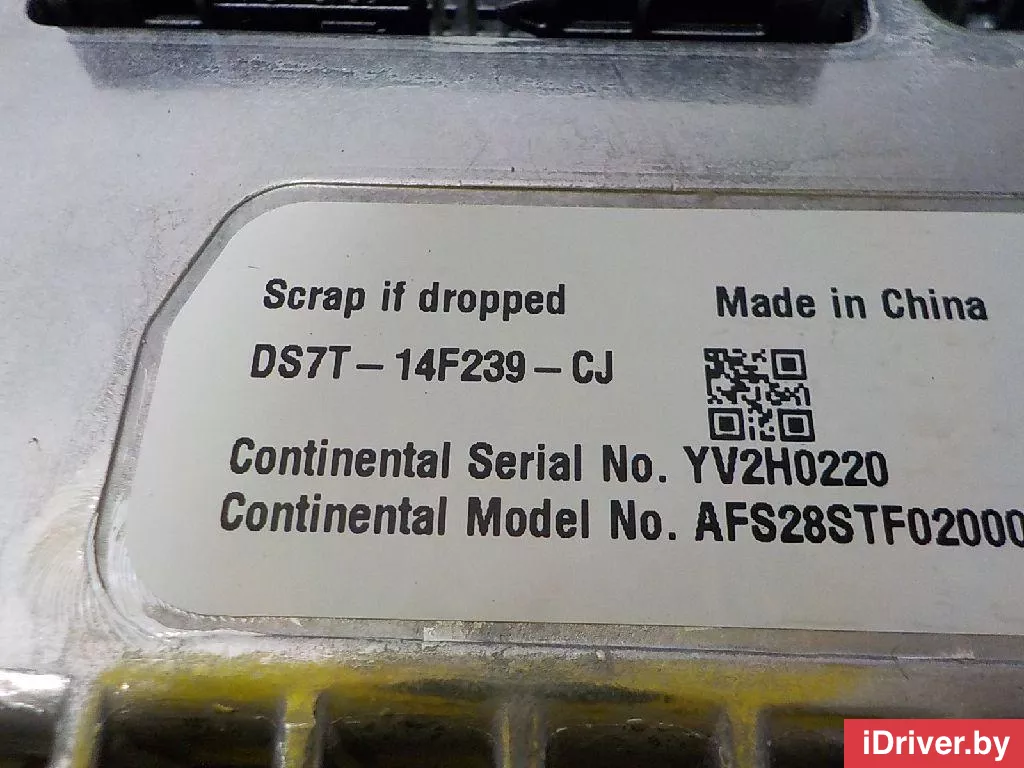 Scrap if dropped
Made in China
DS7T-14F239-CJ
Continental Serial No. YV2H0220
Continental Model No. AFS28STF02000
iDriver.by